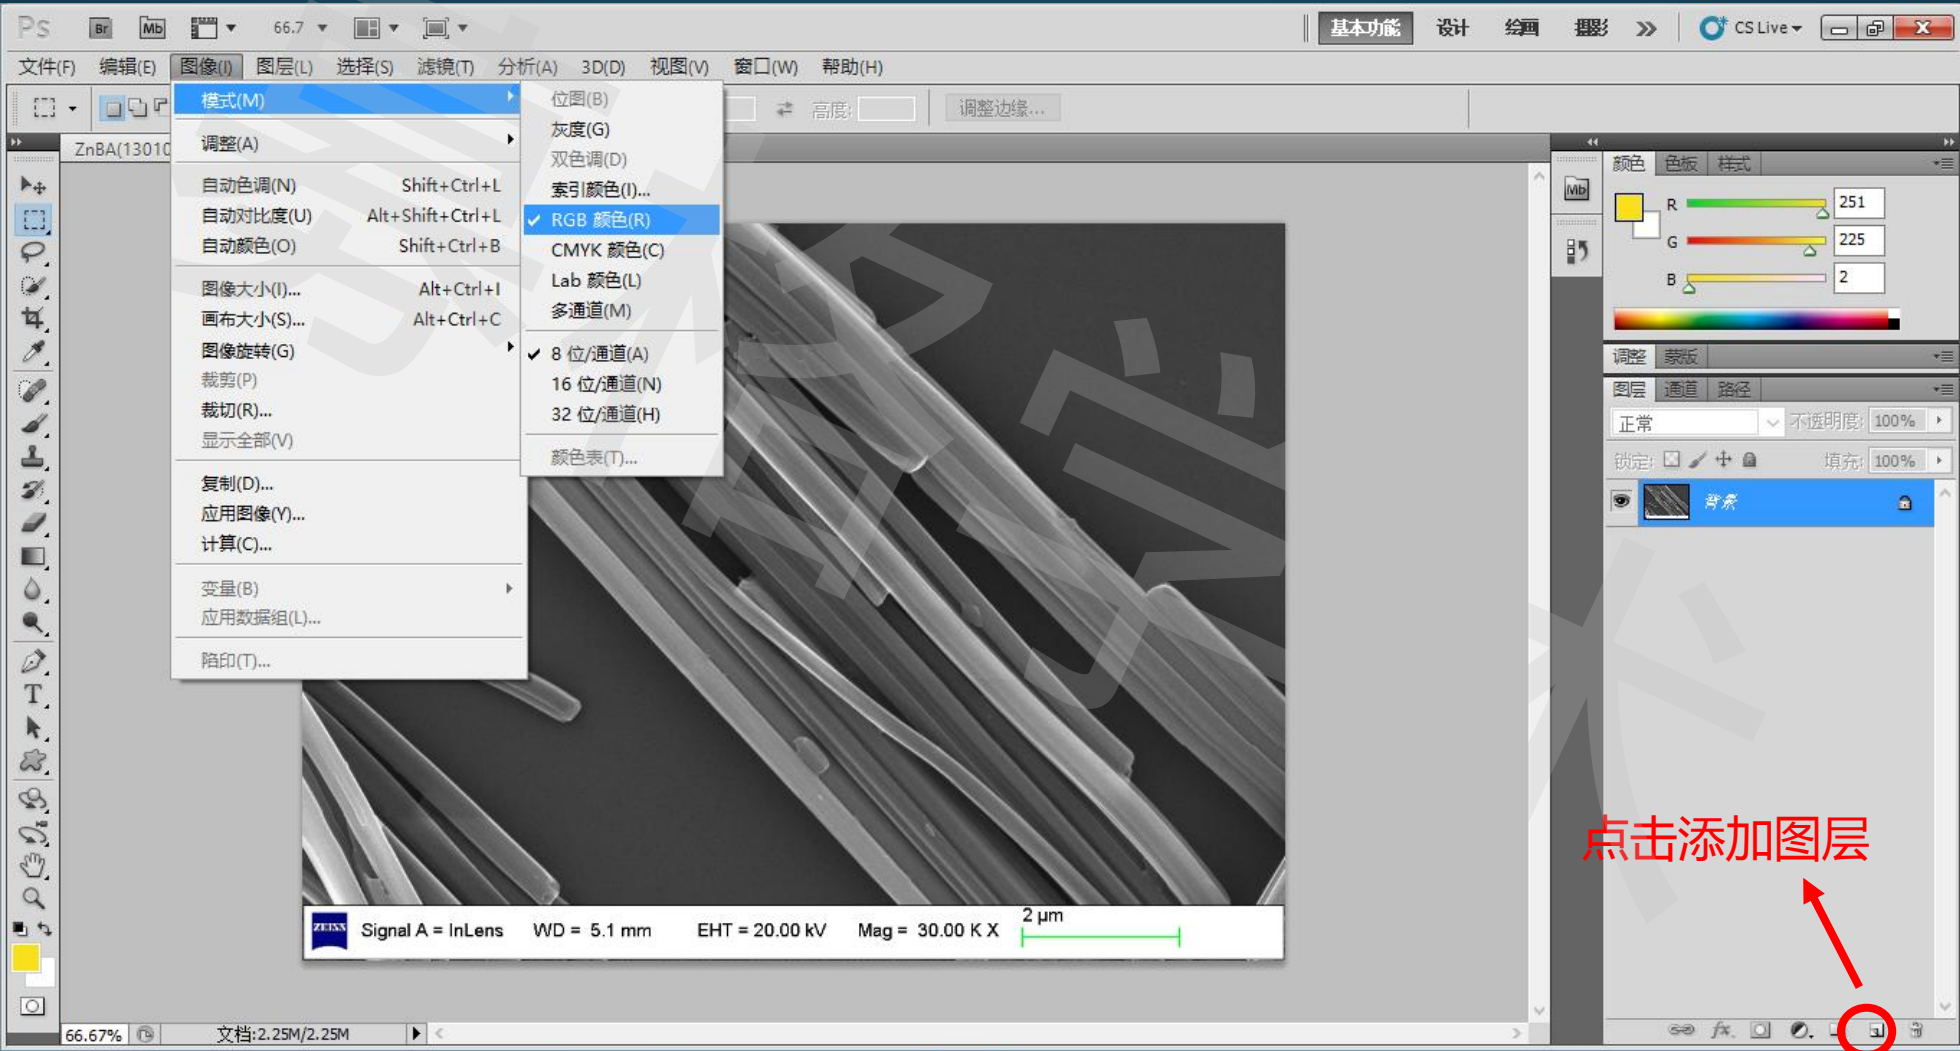 Ps Br Mb 66.7 基本功能 设计 绘画 摄影 CS Live
文件(F) 编辑(E) 图像(I) 图层(L) 选择(S) 滤镜(T) 分析(A) 3D(D) 视图(V) 窗口(W) 帮助(H)
高度: 调整边缘...
ZnBA(13010
模式(M)
调整(A)
自动色调(N) Shift+Ctrl+L
自动对比度(U) Alt+Shift+Ctrl+L
自动颜色(O) Shift+Ctrl+B
图像大小(I)... Alt+Ctrl+I
画布大小(S)... Alt+Ctrl+C
图像旋转(G)
裁剪(P)
裁切(R)...
显示全部(V)
复制(D)...
应用图像(Y)...
计算(C)...
变量(B)
应用数据组(L)...
陷印(T)...
位图(B)
灰度(G)
双色调(D)
索引颜色(I)...
RGB 颜色(R)
CMYK 颜色(C)
Lab 颜色(L)
多通道(M)
8 位/通道(A)
16 位/通道(N)
32 位/通道(H)
颜色表(T)...
颜色 色板 样式
Mb
R 251
G 225
B 2
调整 蒙版
图层 通道 路径
正常 不透明度: 100%
锁定: 填充: 100%
背景
点击添加图层
ZEISS Signal A = InLens WD = 5.1 mm EHT = 20.00 kV Mag = 30.00 K X 2 µm
66.67% 文档:2.25M/2.25M
fx